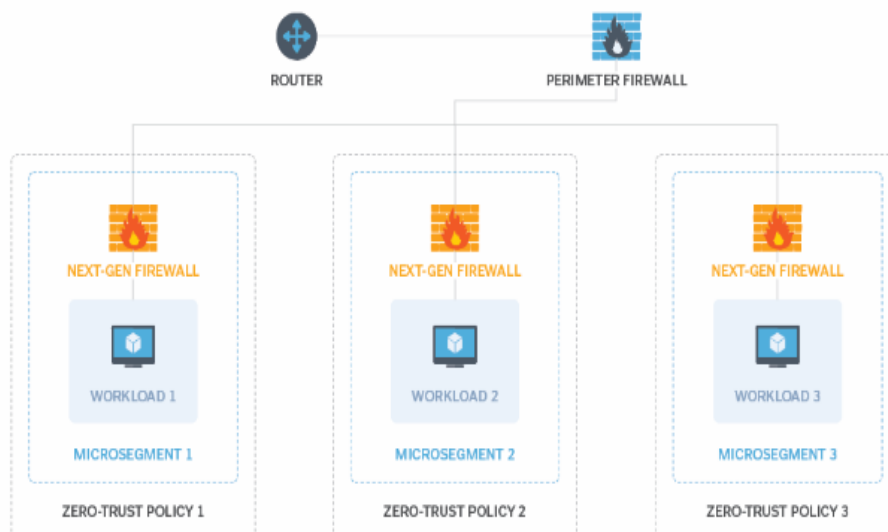 ROUTER
PERIMETER FIREWALL
NEXT-GEN FIREWALL
NEXT-GEN FIREWALL
NEXT-GEN FIREWALL
WORKLOAD 1
WORKLOAD 2
WORKLOAD 3
MICROSEGMENT 1
MICROSEGMENT 2
MICROSEGMENT 3
ZERO-TRUST POLICY 1
ZERO-TRUST POLICY 2
ZERO-TRUST POLICY 3